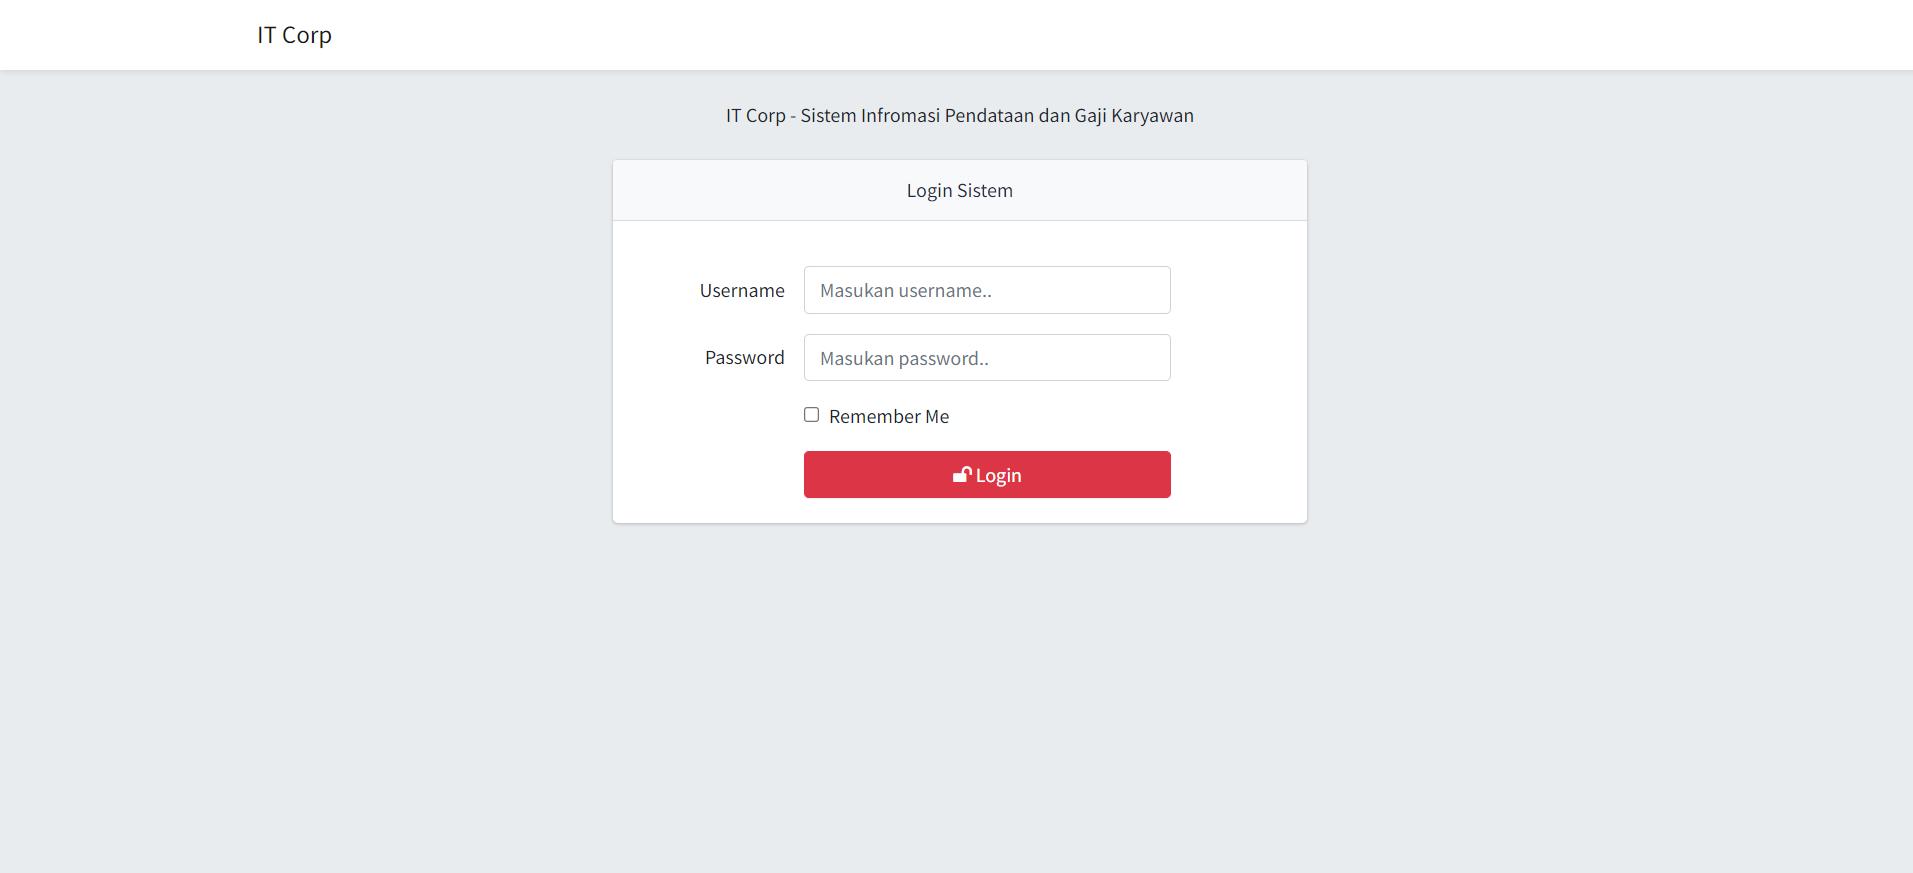 IT Corp
IT Corp - Sistem Infromasi Pendataan dan Gaji Karyawan
Login Sistem
Username
Masukan username..
Password
Masukan password..
Remember Me
Login